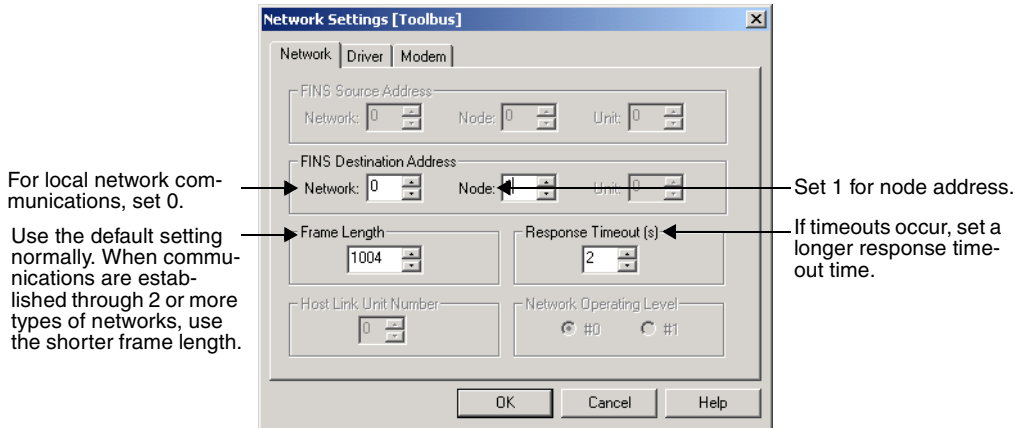 Network Settings [Toolbus]
Network Driver Modem
FINS Source Address
Network: 0 Node: 0 Unit: 0
FINS Destination Address
Network: 0 Node: Unit: 0
For local network com-
munications, set 0.
Set 1 for node address.
Frame Length
1004
Response Timeout (s)
2
Use the default setting
normally. When commu-
nications are estab-
lished through 2 or more
types of networks, use
the shorter frame length.
If timeouts occur, set a
longer response time-
out time.
Host Link Unit Number
0
Network Operating Level
#0 #1
OK Cancel Help